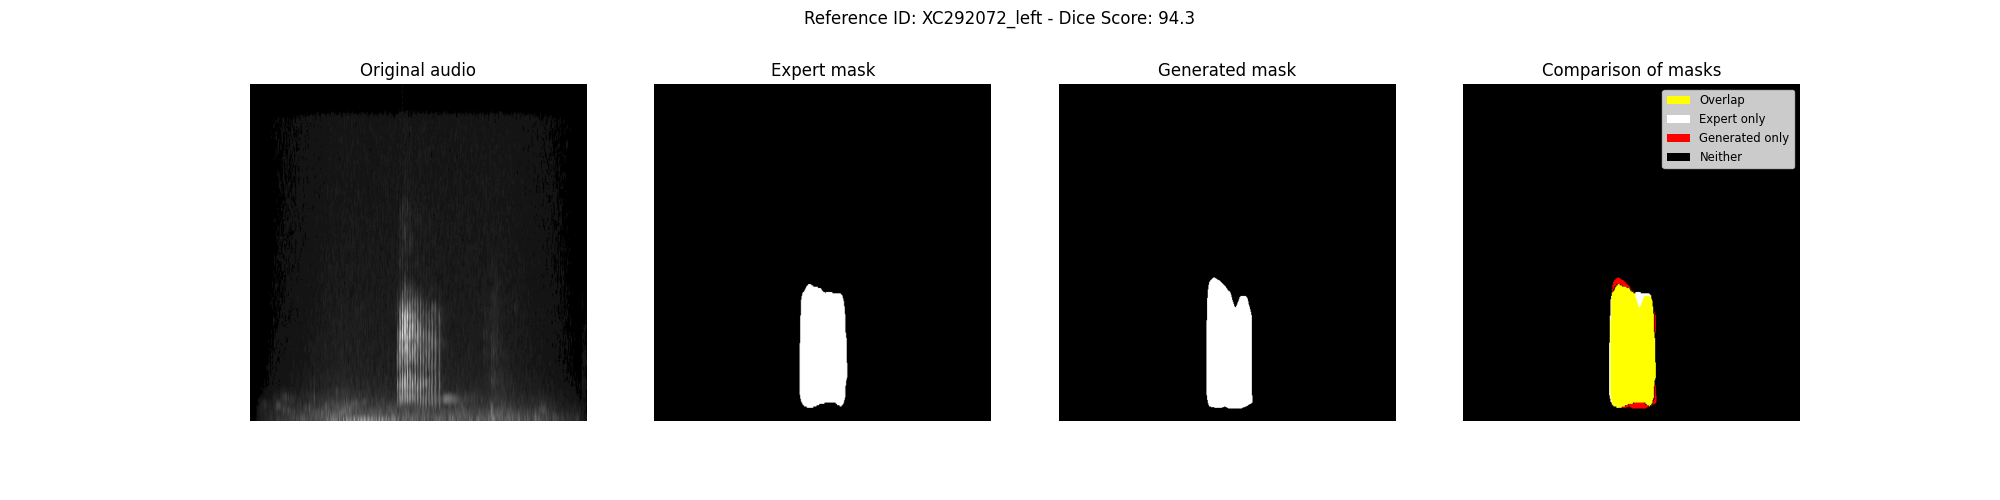 Reference ID: XC292072_left - Dice Score: 94.3
Original audio
Expert mask
Generated mask
Comparison of masks
Overlap
Expert only
Generated only
Neither